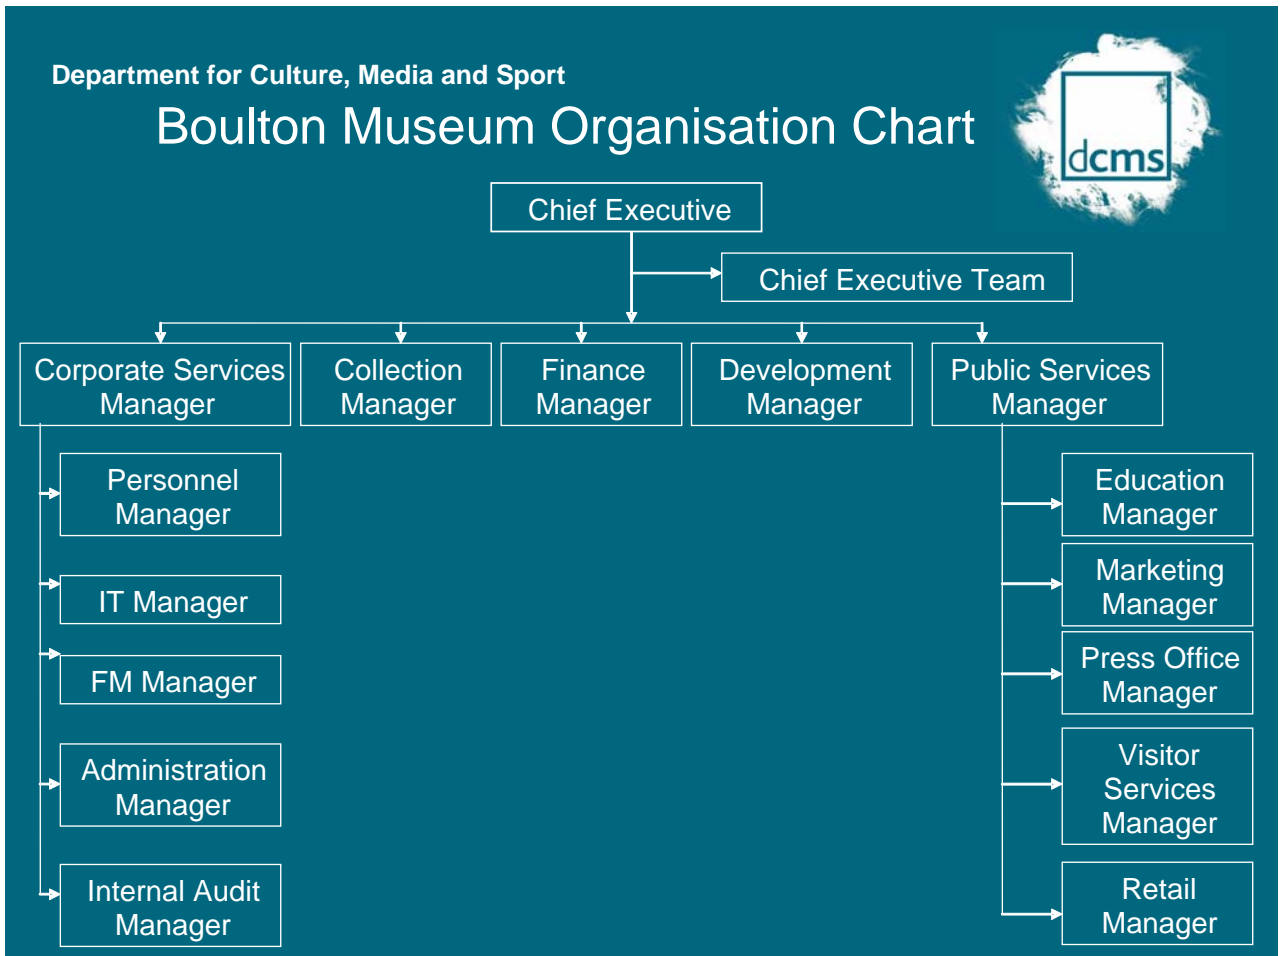 Department for Culture, Media and Sport
Boulton Museum Organisation Chart
dcms
Chief Executive
Chief Executive Team
Corporate Services
Manager
Collection
Manager
Finance
Manager
Development
Manager
Public Services
Manager
Personnel
Manager
IT Manager
FM Manager
Administration
Manager
Internal Audit
Manager
Education
Manager
Marketing
Manager
Press Office
Manager
Visitor
Services
Manager
Retail
Manager